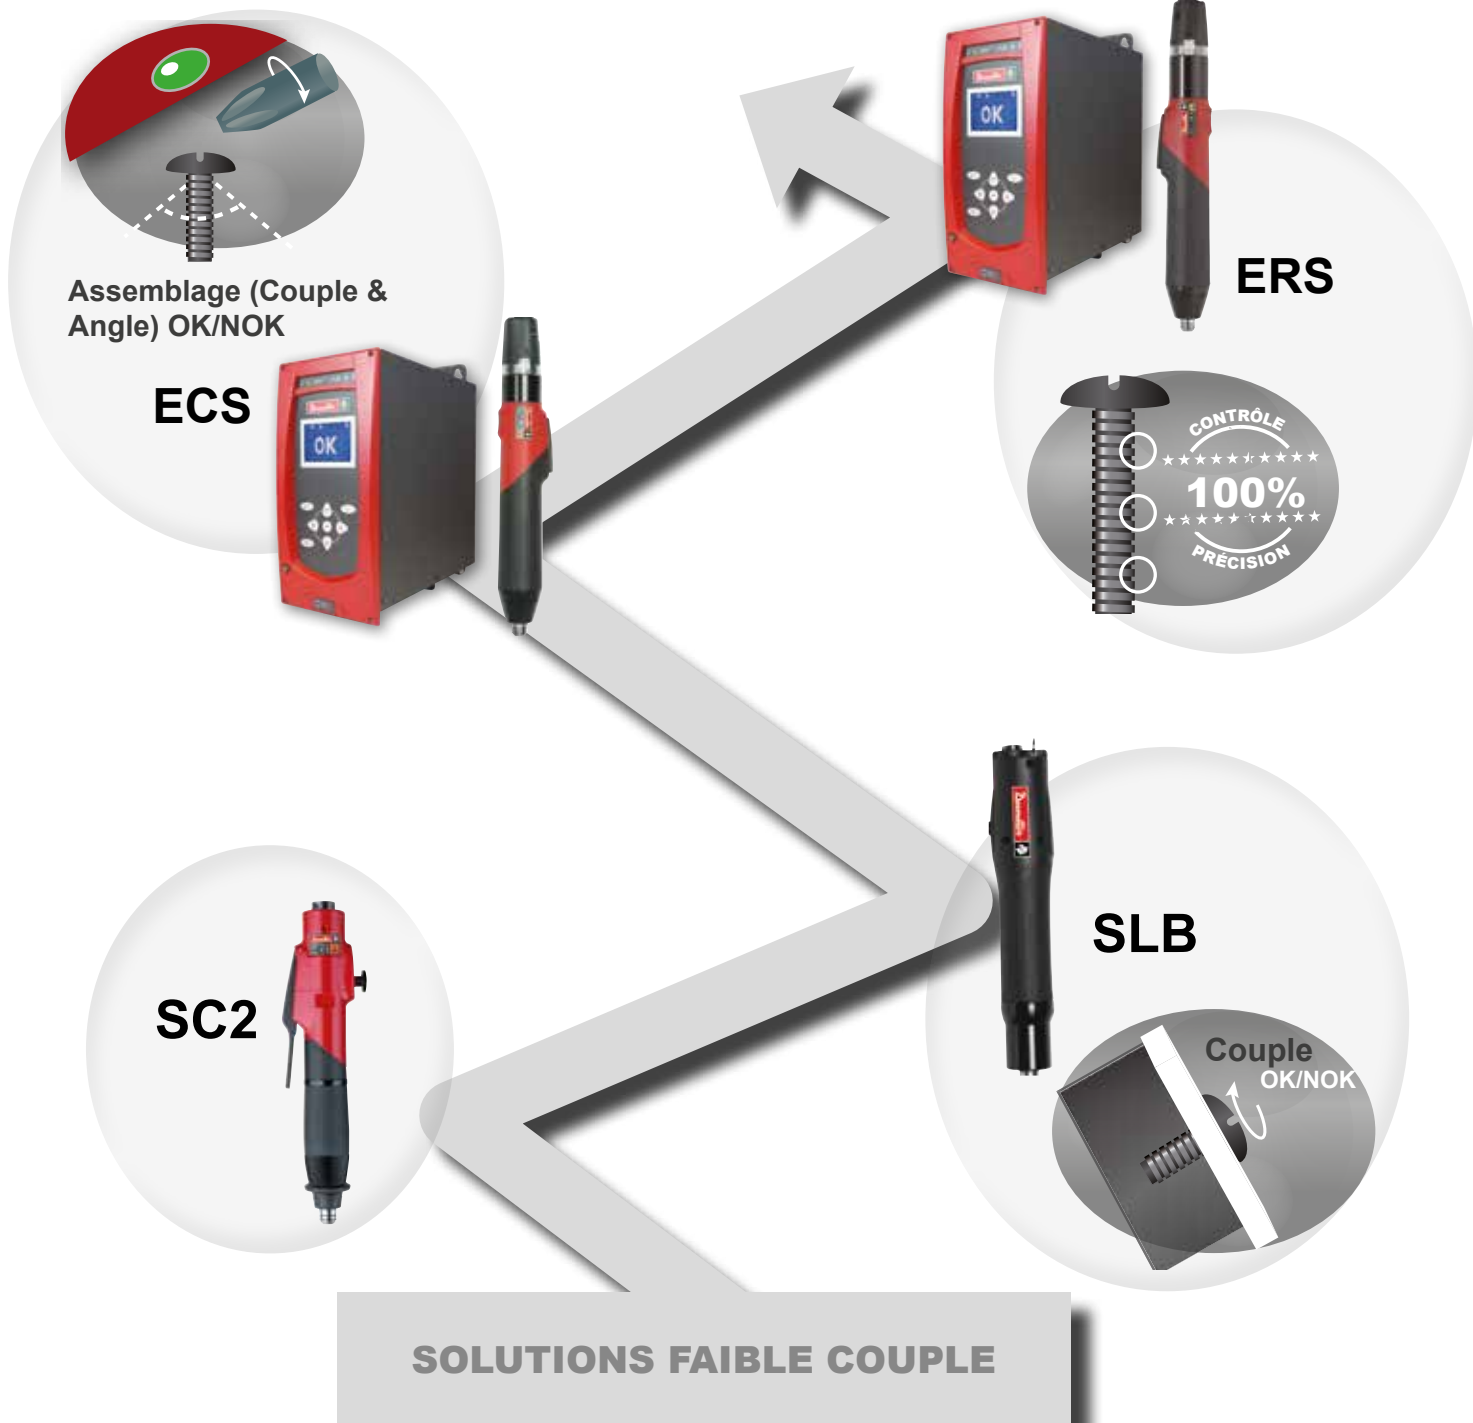 Assemblage (Couple &
Angle) OK/NOK
ECS
OK
OK
ERS
CONTRÔLE
100%
PRÉCISION
SLB
Couple
OK/NOK
SC2
SOLUTIONS FAIBLE COUPLE